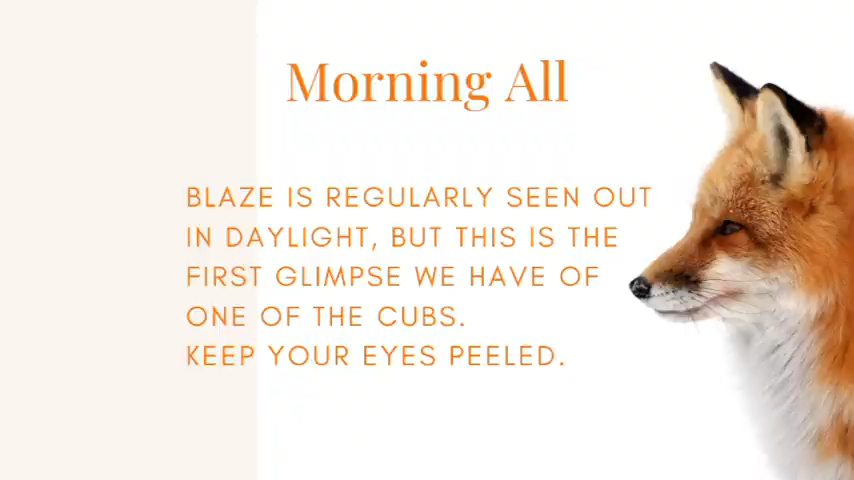 Morning All
BLAZE IS REGULARLY SEEN OUT
IN DAYLIGHT, BUT THIS IS THE
FIRST GLIMPSE WE HAVE OF
ONE OF THE CUBS.
KEEP YOUR EYES PEELED.